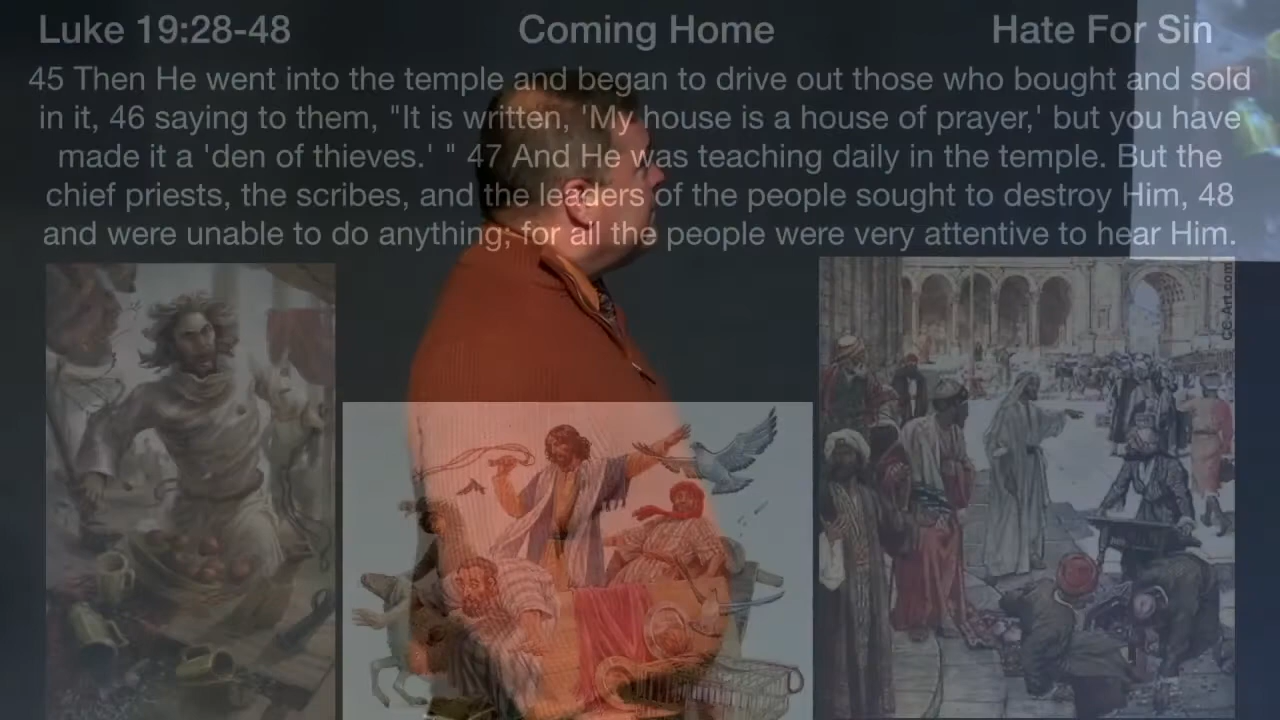 Luke 19:28-48 Coming Home Hate For Sin
45 Then He went into the temple and began to drive out those who bought and sold
in it, 46 saying to them, "It is written, 'My house is a house of prayer,' but you have
made it a 'den of thieves.' " 47 And He was teaching daily in the temple. But the
chief priests, the scribes, and the leaders of the people sought to destroy Him, 48
and were unable to do anything; for all the people were very attentive to hear Him.
CC-Art.com